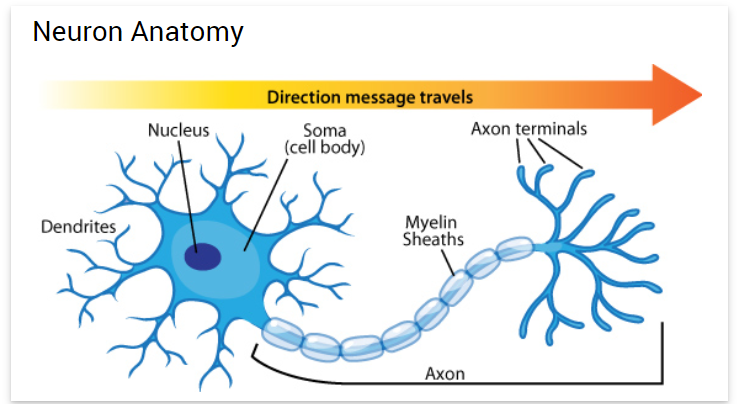 Neuron Anatomy
Direction message travels
Nucleus
Soma
(cell body)
Axon terminals
Dendrites
Myelin
Sheaths
Axon